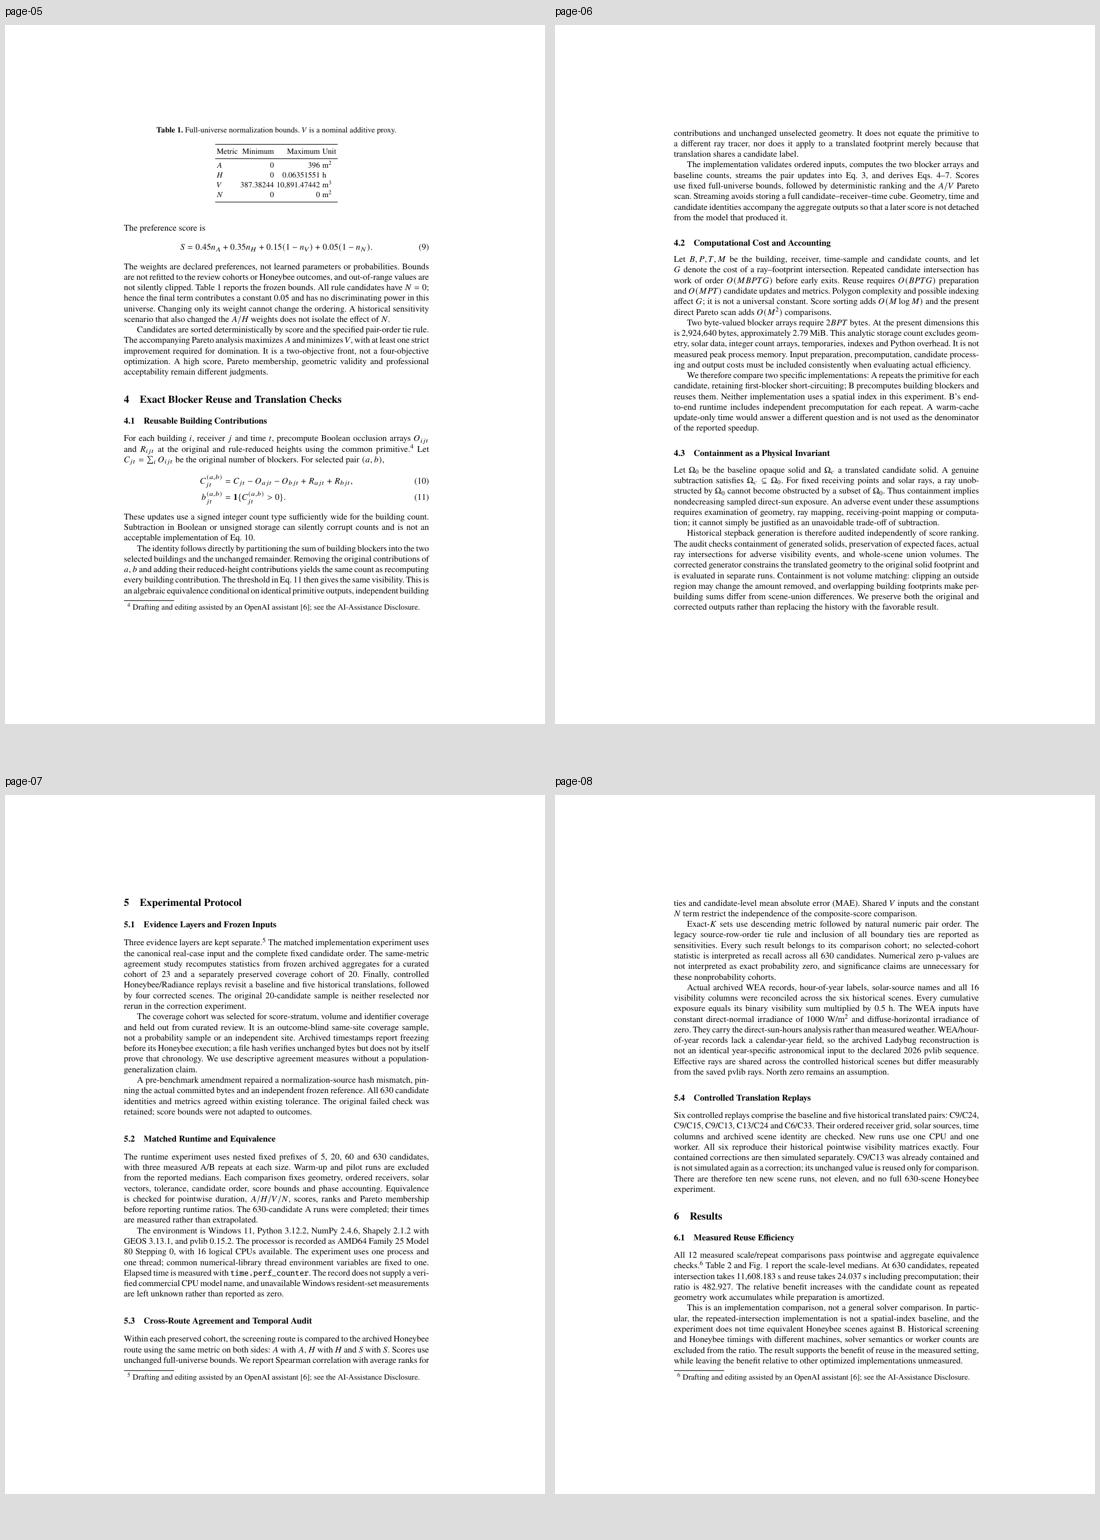 page-05
Table 1. Full-universe normalization bounds. V is a nominal additive proxy.
Metric Minimum Maximum Unit
A 0 396 m²
H 0 0.06351551 h
V 387.38244 10,891.47442 m³
N 0 0 m²
The preference score is
S = 0.45n_A + 0.35n_H + 0.15(1 − n_V) + 0.05(1 − n_N). (9)
The weights are declared preferences, not learned parameters or probabilities. Bounds
are not refitted to the review cohorts or Honeybee outcomes, and out-of-range values are
not silently clipped. Table 1 reports the frozen bounds. All rule candidates have N = 0;
hence the final term contributes a constant 0.05 and has no discriminating power in this
universe. Changing only its weight cannot change the ordering. A historical sensitivity
scenario that also changed the A/H weights does not isolate the effect of N.
Candidates are sorted deterministically by score and the specified pair-order tie rule.
The accompanying Pareto analysis maximizes A and minimizes V, with at least one strict
improvement required for domination. It is a two-objective front, not a four-objective
optimization. A high score, Pareto membership, geometric validity and professional
acceptability remain different judgments.
4 Exact Blocker Reuse and Translation Checks
4.1 Reusable Building Contributions
For each building i, receiver j and time t, precompute Boolean occlusion arrays O_ijt
and R_ijt at the original and rule-reduced heights using the common primitive.⁴ Let
C_jt = ∑_i O_ijt be the original number of blockers. For selected pair (a, b),
C_jt^(a,b) = C_jt − O_ajt − O_bjt + R_ajt + R_bjt, (10)
b_jt^(a,b) = 1{C_jt^(a,b) > 0}. (11)
These updates use a signed integer count type sufficiently wide for the building count.
Subtraction in Boolean or unsigned storage can silently corrupt counts and is not an
acceptable implementation of Eq. 10.
The identity follows directly by partitioning the sum of building blockers into the two
selected buildings and the unchanged remainder. Removing the original contributions of
a, b and adding their reduced-height contributions yields the same count as recomputing
every building contribution. The threshold in Eq. 11 then gives the same visibility. This is
an algebraic equivalence conditional on identical primitive outputs, independent building
⁴ Drafting and editing assisted by an OpenAI assistant [6]; see the AI-Assistance Disclosure.
page-06
contributions and unchanged unselected geometry. It does not equate the primitive to
a different ray tracer, nor does it apply to a translated footprint merely because that
translation shares a candidate label.
The implementation validates ordered inputs, computes the two blocker arrays and
baseline counts, streams the pair updates into Eq. 3, and derives Eqs. 4–7. Scores
use fixed full-universe bounds, followed by deterministic ranking and the A/V Pareto
scan. Streaming avoids storing a full candidate–receiver–time cube. Geometry, time and
candidate identities accompany the aggregate outputs so that a later score is not detached
from the model that produced it.
4.2 Computational Cost and Accounting
Let B, P, T, M be the building, receiver, time-sample and candidate counts, and let
G denote the cost of a ray–footprint intersection. Repeated candidate intersection has
work of order O(MBPTG) before early exits. Reuse requires O(BPTG) preparation
and O(MPT) candidate updates and metrics. Polygon complexity and possible indexing
affect G; it is not a universal constant. Score sorting adds O(M log M) and the present
direct Pareto scan adds O(M²) comparisons.
Two byte-valued blocker arrays require 2BPT bytes. At the present dimensions this
is 2,924,640 bytes, approximately 2.79 MiB. This analytic storage count excludes geom-
etry, solar data, integer count arrays, temporaries, indexes and Python overhead. It is not
measured peak process memory. Input preparation, precomputation, candidate process-
ing and output costs must be included consistently when evaluating actual efficiency.
We therefore compare two specific implementations: A repeats the primitive for each
candidate, retaining first-blocker short-circuiting; B precomputes building blockers and
reuses them. Neither implementation uses a spatial index in this experiment. B's end-
to-end runtime includes independent precomputation for each repeat. A warm-cache
update-only time would answer a different question and is not used as the denominator
of the reported speedup.
4.3 Containment as a Physical Invariant
Let Ω₀ be the baseline opaque solid and Ω_c a translated candidate solid. A genuine
subtraction satisfies Ω_c ⊆ Ω₀. For fixed receiving points and solar rays, a ray unob-
structed by Ω₀ cannot become obstructed by a subset of Ω₀. Thus containment implies
nondecreasing sampled direct-sun exposure. An adverse event under these assumptions
requires examination of geometry, ray mapping, receiving-point mapping or computa-
tion; it cannot simply be justified as an unavoidable trade-off of subtraction.
Historical stepback generation is therefore audited independently of score ranking.
The audit checks containment of generated solids, preservation of expected faces, actual
ray intersections for adverse visibility events, and whole-scene union volumes. The
corrected generator constrains the translated geometry to the original solid footprint and
is evaluated in separate runs. Containment is not volume matching: clipping an outside
region may change the amount removed, and overlapping building footprints make per-
building sums differ from scene-union differences. We preserve both the original and
corrected outputs rather than replacing the history with the favorable result.
page-07
5 Experimental Protocol
5.1 Evidence Layers and Frozen Inputs
Three evidence layers are kept separate.⁵ The matched implementation experiment uses
the canonical real-case input and the complete fixed candidate order. The same-metric
agreement study recomputes statistics from frozen archived aggregates for a curated
cohort of 23 and a separately preserved coverage cohort of 20. Finally, controlled
Honeybee/Radiance replays revisit a baseline and five historical translations, followed
by four corrected scenes. The original 20-candidate sample is neither reselected nor
rerun in the correction experiment.
The coverage cohort was selected for score-stratum, volume and identifier coverage
and held out from curated review. It is an outcome-blind same-site coverage sample,
not a probability sample or an independent site. Archived timestamps report freezing
before its Honeybee execution; a file hash verifies unchanged bytes but does not by itself
prove that chronology. We use descriptive agreement measures without a population-
generalization claim.
A pre-benchmark amendment repaired a normalization-source hash mismatch, pin-
ning the actual committed bytes and an independent frozen reference. All 630 candidate
identities and metrics agreed within existing tolerance. The original failed check was
retained; score bounds were not adapted to outcomes.
5.2 Matched Runtime and Equivalence
The runtime experiment uses nested fixed prefixes of 5, 20, 60 and 630 candidates,
with three measured A/B repeats at each size. Warm-up and pilot runs are excluded
from the reported medians. Each comparison fixes geometry, ordered receivers, solar
vectors, tolerance, candidate order, score bounds and phase accounting. Equivalence
is checked for pointwise duration, A/H/V/N, scores, ranks and Pareto membership
before reporting runtime ratios. The 630-candidate A runs were completed; their times
are measured rather than extrapolated.
The environment is Windows 11, Python 3.12.2, NumPy 2.4.6, Shapely 2.1.2 with
GEOS 3.13.1, and pvlib 0.15.2. The processor is recorded as AMD64 Family 25 Model
80 Stepping 0, with 16 logical CPUs available. The experiment uses one process and
one thread; common numerical-library thread environment variables are fixed to one.
Elapsed time is measured with time.perf_counter. The record does not supply a veri-
fied commercial CPU model name, and unavailable Windows resident-set measurements
are left unknown rather than reported as zero.
5.3 Cross-Route Agreement and Temporal Audit
Within each preserved cohort, the screening route is compared to the archived Honeybee
route using the same metric on both sides: A with A, H with H and S with S. Scores use
unchanged full-universe bounds. We report Spearman correlation with average ranks for
⁵ Drafting and editing assisted by an OpenAI assistant [6]; see the AI-Assistance Disclosure.
page-08
ties and candidate-level mean absolute error (MAE). Shared V inputs and the constant
N term restrict the independence of the composite-score comparison.
Exact-K sets use descending metric followed by natural numeric pair order. The
legacy source-row-order tie rule and inclusion of all boundary ties are reported as
sensitivities. Every such result belongs to its comparison cohort; no selected-cohort
statistic is interpreted as recall across all 630 candidates. Numerical zero p-values are
not interpreted as exact probability zero, and significance claims are unnecessary for
these nonprobability cohorts.
Actual archived WEA records, hour-of-year labels, solar-source names and all 16
visibility columns were reconciled across the six historical scenes. Every cumulative
exposure equals its binary visibility sum multiplied by 0.5 h. The WEA inputs have
constant direct-normal irradiance of 1000 W/m² and diffuse-horizontal irradiance of
zero. They carry the direct-sun-hours analysis rather than measured weather. WEA/hour-
of-year records lack a calendar-year field, so the archived Ladybug reconstruction is
not an identical year-specific astronomical input to the declared 2026 pvlib sequence.
Effective rays are shared across the controlled historical scenes but differ measurably
from the saved pvlib rays. North zero remains an assumption.
5.4 Controlled Translation Replays
Six controlled replays comprise the baseline and five historical translated pairs: C9/C24,
C9/C15, C9/C13, C13/C24 and C6/C33. Their ordered receiver grid, solar sources, time
columns and archived scene identity are checked. New runs use one CPU and one
worker. All six reproduce their historical pointwise visibility matrices exactly. Four
contained corrections are then simulated separately. C9/C13 was already contained and
is not simulated again as a correction; its unchanged value is reused only for comparison.
There are therefore ten new scene runs, not eleven, and no full 630-scene Honeybee
experiment.
6 Results
6.1 Measured Reuse Efficiency
All 12 measured scale/repeat comparisons pass pointwise and aggregate equivalence
checks.⁶ Table 2 and Fig. 1 report the scale-level medians. At 630 candidates, repeated
intersection takes 11,608.183 s and reuse takes 24.037 s including precomputation; their
ratio is 482.927. The relative benefit increases with the candidate count as repeated
geometry work accumulates while preparation is amortized.
This is an implementation comparison, not a general solver comparison. In partic-
ular, the repeated-intersection implementation is not a spatial-index baseline, and the
experiment does not time equivalent Honeybee scenes against B. Historical screening
and Honeybee timings with different machines, solver semantics or worker counts are
excluded from the ratio. The result supports the benefit of reuse in the measured setting,
while leaving the benefit relative to other optimized implementations unmeasured.
⁶ Drafting and editing assisted by an OpenAI assistant [6]; see the AI-Assistance Disclosure.